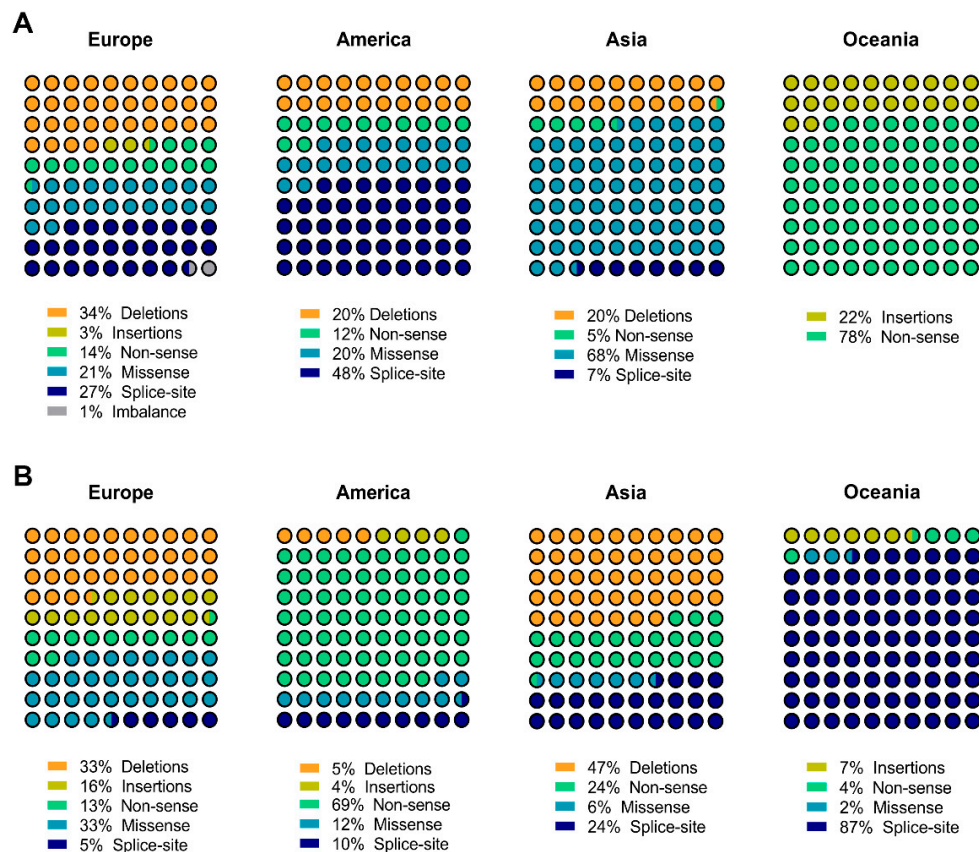 A
Europe America Asia Oceania
34% Deletions
3% Insertions
14% Non-sense
21% Missense
27% Splice-site
1% Imbalance
20% Deletions
12% Non-sense
20% Missense
48% Splice-site
20% Deletions
5% Non-sense
68% Missense
7% Splice-site
22% Insertions
78% Non-sense
B
Europe America Asia Oceania
33% Deletions
16% Insertions
13% Non-sense
33% Missense
5% Splice-site
5% Deletions
4% Insertions
69% Non-sense
12% Missense
10% Splice-site
47% Deletions
24% Non-sense
6% Missense
24% Splice-site
7% Insertions
4% Non-sense
2% Missense
87% Splice-site